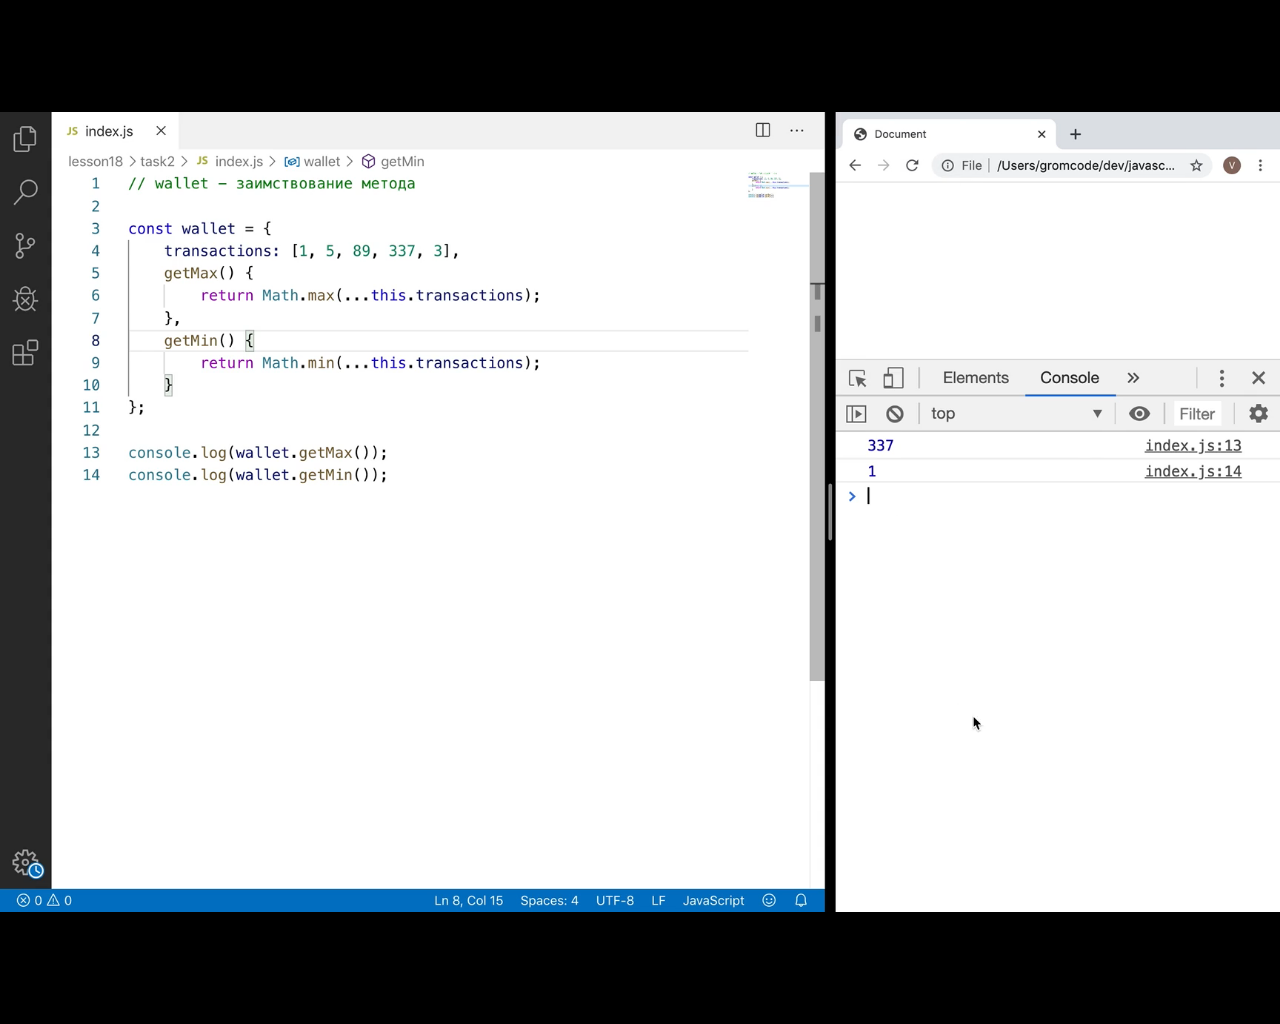 JS index.js
lesson18 > task2 > JS index.js > wallet > getMin
1 // wallet – заимствование метода
2
3 const wallet = {
4 transactions: [1, 5, 89, 337, 3],
5 getMax() {
6 return Math.max(...this.transactions);
7 },
8 getMin() {
9 return Math.min(...this.transactions);
10 }
11 };
12
13 console.log(wallet.getMax());
14 console.log(wallet.getMin());
0 0
Ln 8, Col 15 Spaces: 4 UTF-8 LF JavaScript
Document
File | /Users/gromcode/dev/javasc... V
Elements Console »
top Filter
337 index.js:13
1 index.js:14
>